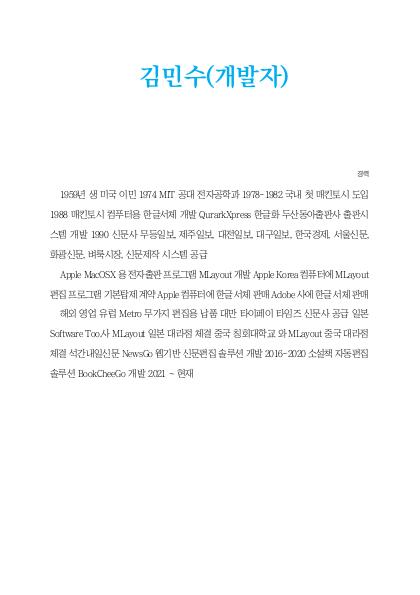 김민수(개발자)
경력
1959년 생 미국 이민 1974 MIT 공대 전자공학과 1978-1982 국내 첫 매킨토시 도입
1988 매킨토시 컴푸터용 한글서체 개발 QurarkXpress 한글화 두산동아출판사 출판시
스템 개발 1990 신문사 무등일보, 제주일보, 대전일보, 대구일보, 한국경제, 서울신문,
화광신문, 벼룩시장, 신문제작 시스템 공급
Apple MacOSX 용 전자출판 프로그램 MLayout 개발 Apple Korea 컴퓨터에 MLayout
편집 프로그램 기본탑제 계약 Apple 컴퓨터에 한글 서체 판매 Adobe 사에 한글 서체 판매
해외 영업 유럽 Metro 무가지 편집용 납품 대만 타이페이 타임즈 신문사 공급 일본
Software Too.사 MLayout 일본 대리점 체결 중국 칭화대학교 와 MLayout 중국 대리점
체결 석간내일신문 NewsGo 웹기반 신문편집 솔루션 개발 2016-2020 소설책 자동편집
솔루션 BookCheeGo 개발 2021 ~ 현재